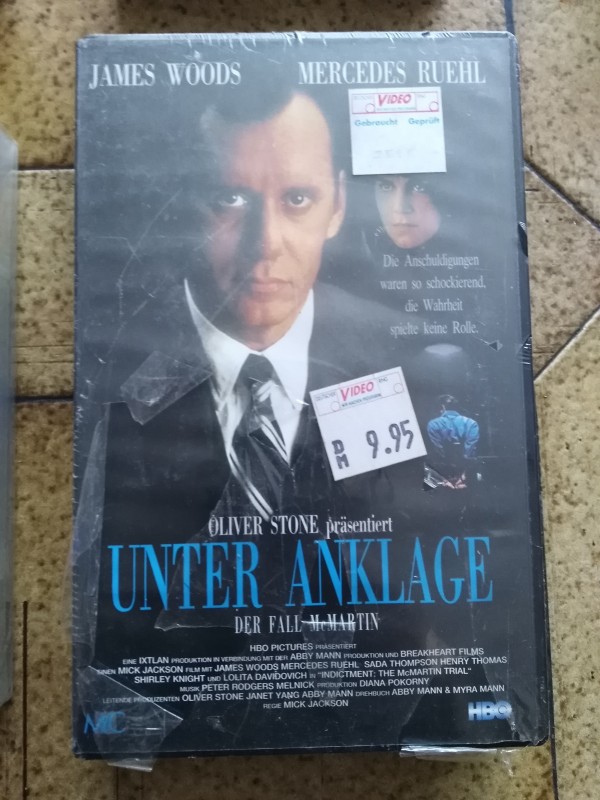 JAMES WOODS MERCEDES RUEHL
VIDEO
Gebraucht Geprüft
Die Anschuldigungen
waren so schockierend,
die Wahrheit
spielte keine Rolle.
VIDEO
DM 9.95
OLIVER STONE präsentiert
UNTER ANKLAGE
DER FALL McMARTIN
HBO PICTURES PRÄSENTIERT
EINE IXTLAN PRODUKTION IN VERBINDUNG MIT DER ABBY MANN PRODUKTION UND BREAKHEART FILMS
EINEN MICK JACKSON FILM MIT JAMES WOODS MERCEDES RUEHL SADA THOMPSON HENRY THOMAS
SHIRLEY KNIGHT UND LOLITA DAVIDOVICH IN "INDICTMENT: THE McMARTIN TRIAL"
MUSIK PETER RODGERS MELNICK PRODUKTION DIANA POKORNY
LEITENDE PRODUZENTEN OLIVER STONE JANET YANG ABBY MANN DREHBUCH ABBY MANN & MYRA MANN
REGIE MICK JACKSON
MIC HBO